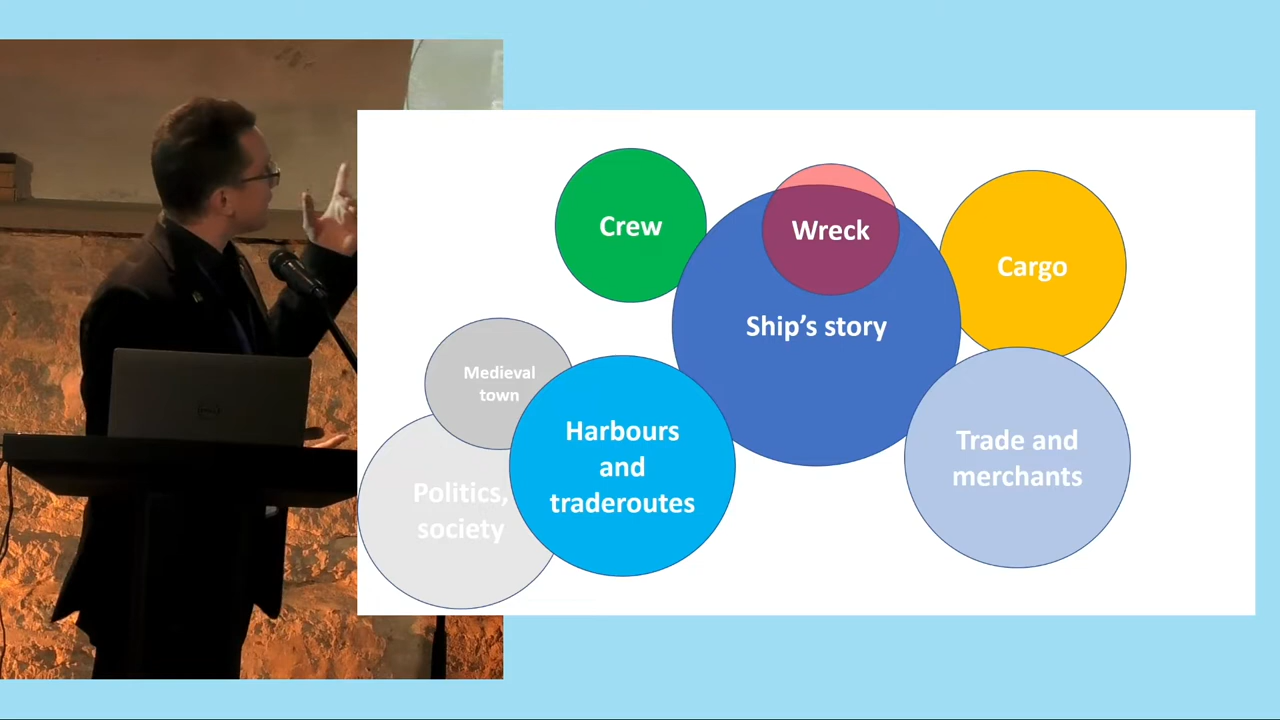 Crew
Wreck
Cargo
Ship's story
Medieval
town
Harbours
and
traderoutes
Trade and
merchants
Politics,
society